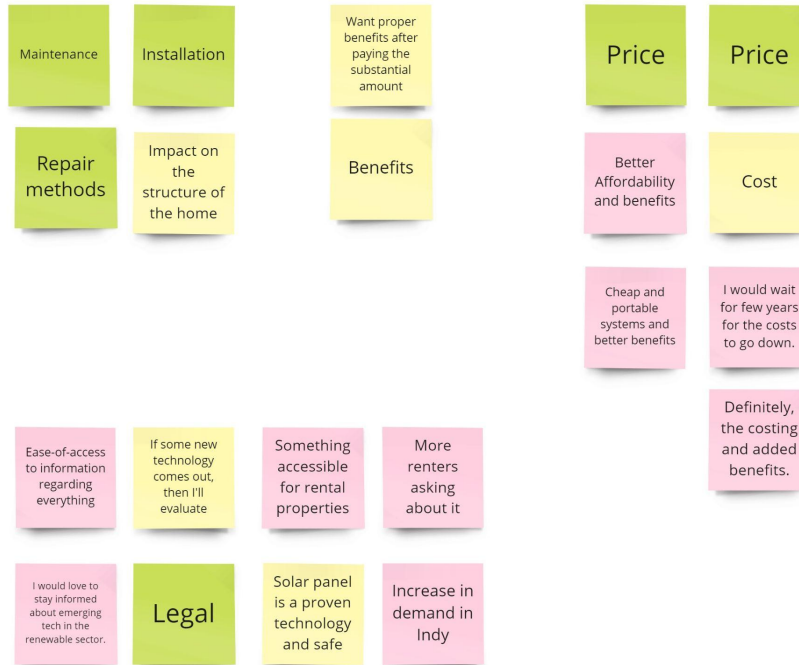 Maintenance
Installation
Want proper
benefits after
paying the
substantial
amount
Price
Price
Repair
methods
Impact on
the
structure of
the home
Benefits
Better
Affordability
and benefits
Cost
Cheap and
portable
systems and
better benefits
I would wait
for few years
for the costs
to go down.
Definitely,
the costing
and added
benefits.
Ease-of-access
to information
regarding
everything
If some new
technology
comes out,
then I'll
evaluate
Something
accessible
for rental
properties
More
renters
asking
about it
I would love to
stay informed
about emerging
tech in the
renewable sector.
Legal
Solar panel
is a proven
technology
and safe
Increase in
demand in
Indy